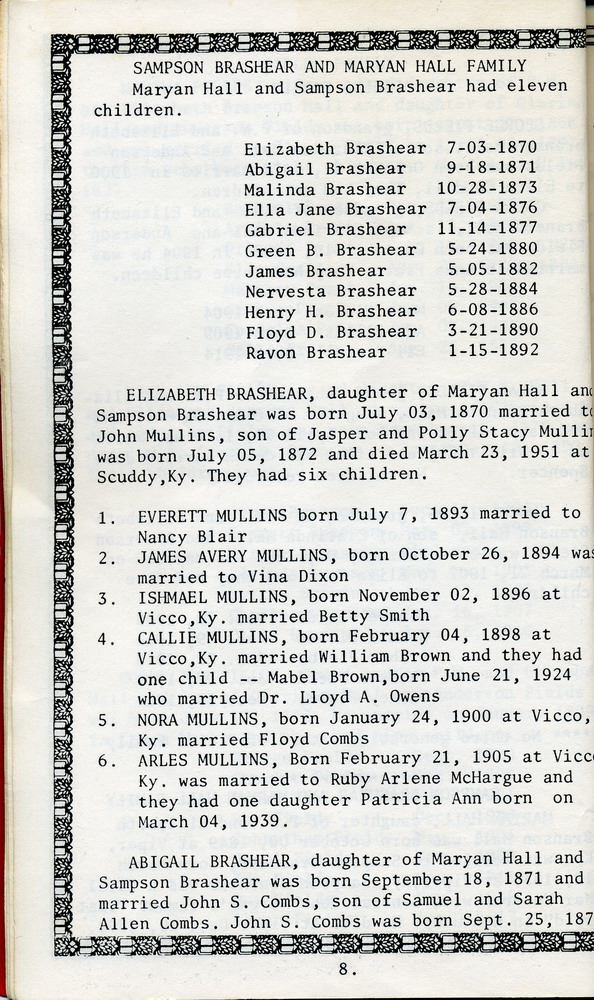 SAMPSON BRASHEAR AND MARYAN HALL FAMILY
Maryan Hall and Sampson Brashear had eleven
children.
Elizabeth Brashear 7-03-1870
Abigail Brashear 9-18-1871
Malinda Brashear 10-28-1873
Ella Jane Brashear 7-04-1876
Gabriel Brashear 11-14-1877
Green B. Brashear 5-24-1880
James Brashear 5-05-1882
Nervesta Brashear 5-28-1884
Henry H. Brashear 6-08-1886
Floyd D. Brashear 3-21-1890
Ravon Brashear 1-15-1892
ELIZABETH BRASHEAR, daughter of Maryan Hall and
Sampson Brashear was born July 03, 1870 married to
John Mullins, son of Jasper and Polly Stacy Mullin
was born July 05, 1872 and died March 23, 1951 at
Scuddy,Ky. They had six children.
1. EVERETT MULLINS born July 7, 1893 married to
Nancy Blair
2. JAMES AVERY MULLINS, born October 26, 1894 was
married to Vina Dixon
3. ISHMAEL MULLINS, born November 02, 1896 at
Vicco,Ky. married Betty Smith
4. CALLIE MULLINS, born February 04, 1898 at
Vicco,Ky. married William Brown and they had
one child -- Mabel Brown,born June 21, 1924
who married Dr. Lloyd A. Owens
5. NORA MULLINS, born January 24, 1900 at Vicco,
Ky. married Floyd Combs
6. ARLES MULLINS, Born February 21, 1905 at Vicco
Ky. was married to Ruby Arlene McHargue and
they had one daughter Patricia Ann born on
March 04, 1939.
ABIGAIL BRASHEAR, daughter of Maryan Hall and
Sampson Brashear was born September 18, 1871 and
married John S. Combs, son of Samuel and Sarah
Allen Combs. John S. Combs was born Sept. 25, 187
8.